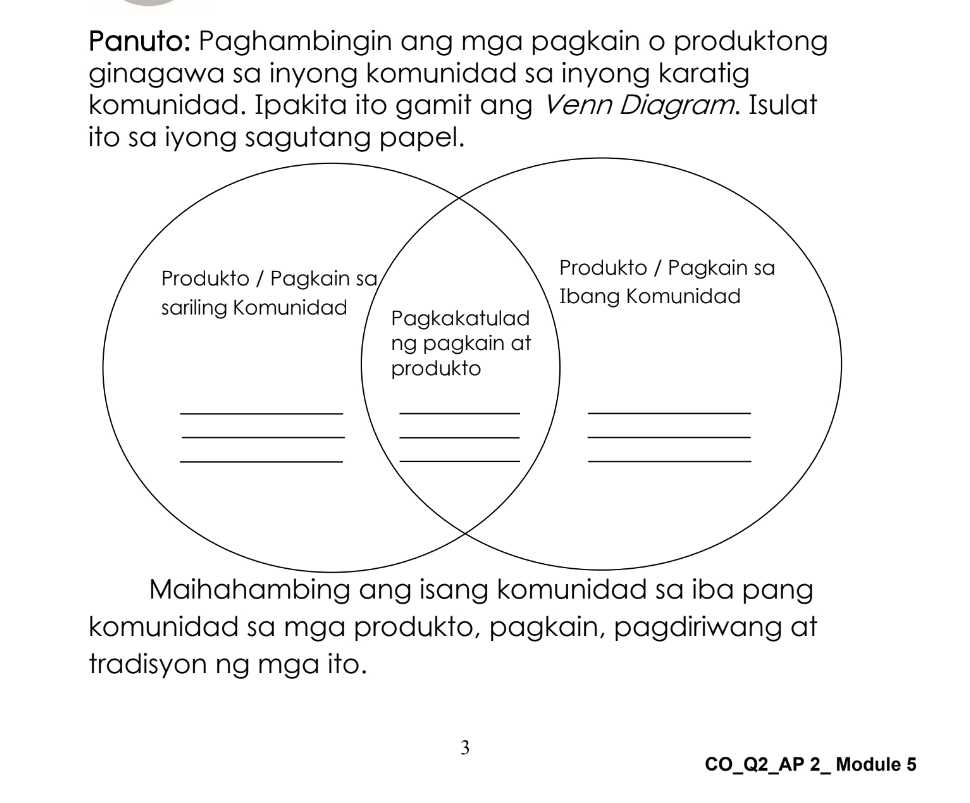 Panuto: Paghambingin ang mga pagkain o produktong
ginagawa sa inyong komunidad sa inyong karatig
komunidad. Ipakita ito gamit ang Venn Diagram. Isulat
ito sa iyong sagutang papel.
Produkto / Pagkain sa
sariling Komunidad
Pagkakatulad
ng pagkain at
produkto
Produkto / Pagkain sa
Ibang Komunidad
Maihahambing ang isang komunidad sa iba pang
komunidad sa mga produkto, pagkain, pagdiriwang at
tradisyon ng mga ito.
3
CO_Q2_AP 2_ Module 5